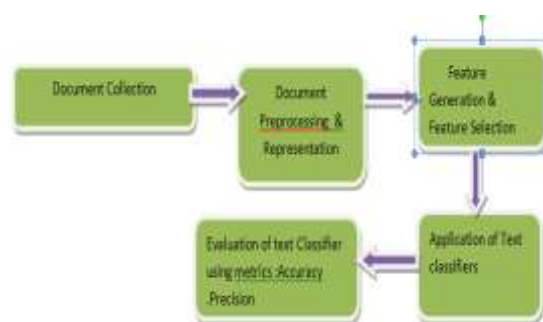 Document Collection
Document
Preprocessing &
Representation
Feature
Generation &
Feature Selection
Application of Text
classifiers
Evaluation of text Classifier
using metrics :Accuracy
.Precision